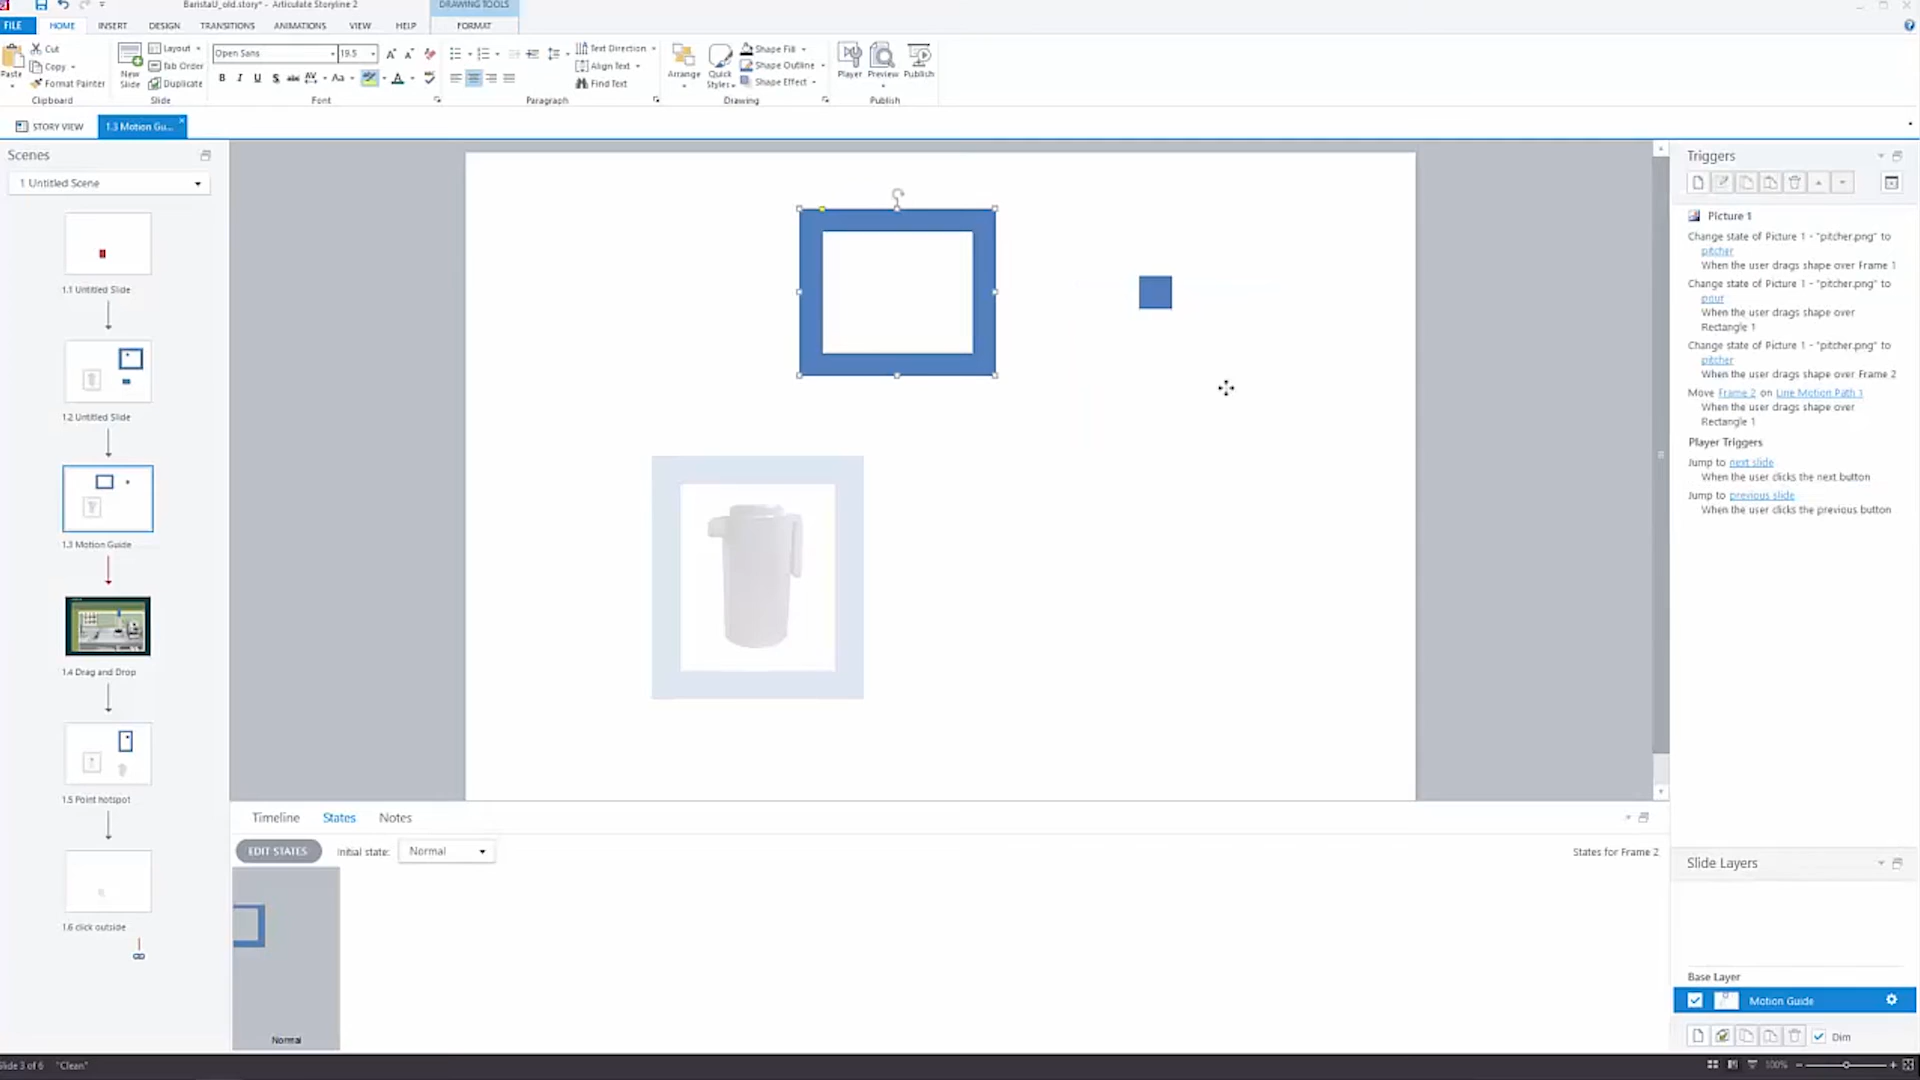 BaristaU_old.story* - Articulate Storyline 2
DRAWING TOOLS
FILE
HOME
INSERT
DESIGN
TRANSITIONS
ANIMATIONS
VIEW
HELP
FORMAT
Paste
Cut
Copy
Format Painter
Clipboard
New
Slide
Layout
Tab Order
Duplicate
Slide
Open Sans
19.5
B I U S abc AV Aa A
Font
Text Direction
Align Text
Find Text
Paragraph
Arrange
Quick
Styles
Shape Fill
Shape Outline
Shape Effect
Drawing
Player
Preview
Publish
Publish
STORY VIEW
1.3 Motion Gu...
Scenes
1 Untitled Scene
1.1 Untitled Slide
1.2 Untitled Slide
1.3 Motion Guide
1.4 Drag and Drop
1.5 Point hotspot
1.6 click outside
Timeline
States
Notes
EDIT STATES
Initial state:
Normal
States for Frame 2
Normal
Triggers
Picture 1
Change state of Picture 1 - "pitcher.png" to
pitcher
When the user drags shape over Frame 1
Change state of Picture 1 - "pitcher.png" to
pour
When the user drags shape over
Rectangle 1
Change state of Picture 1 - "pitcher.png" to
pitcher
When the user drags shape over Frame 2
Move Frame 2 on Line Motion Path 1
When the user drags shape over
Rectangle 1
Player Triggers
Jump to next slide
When the user clicks the next button
Jump to previous slide
When the user clicks the previous button
Slide Layers
Base Layer
Motion Guide
Dim
Slide 3 of 6
"Clean"
100%